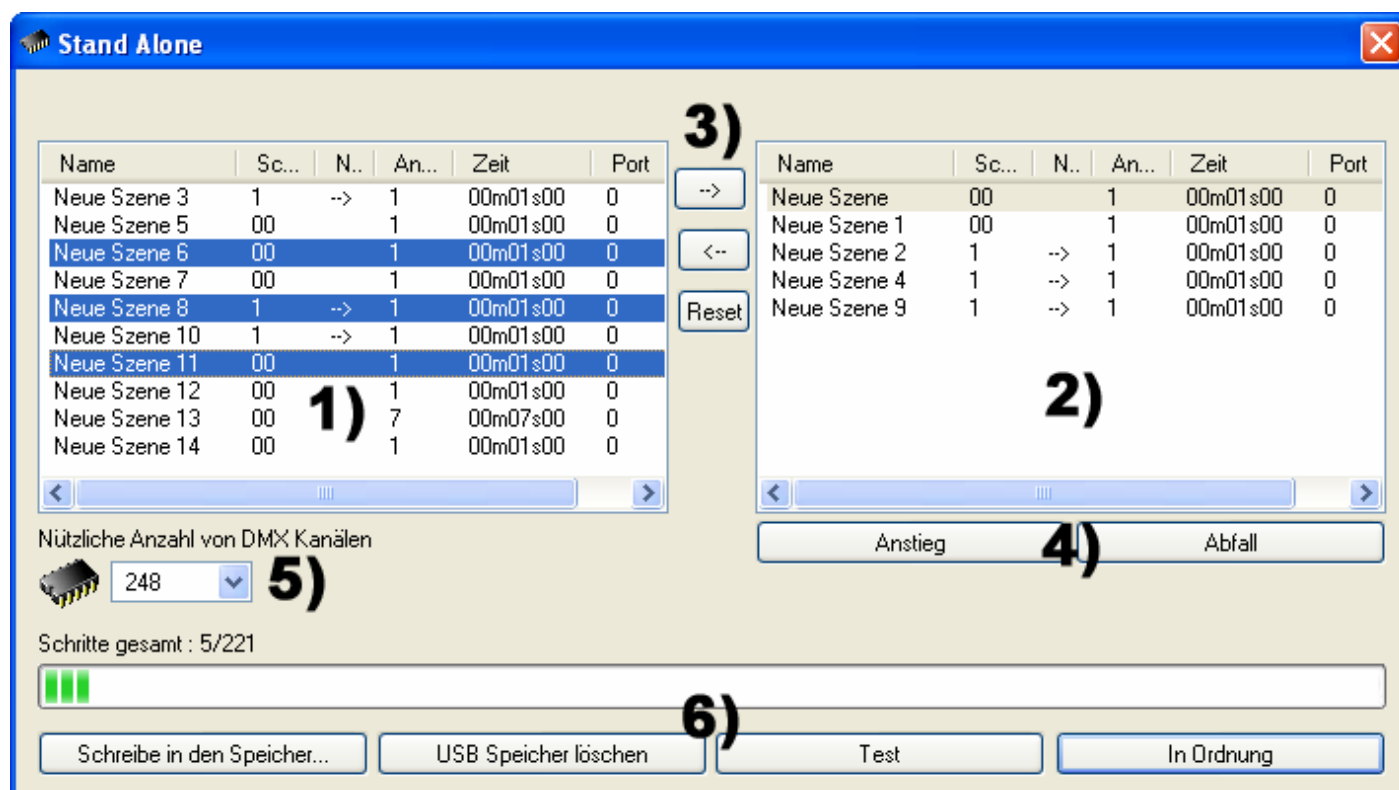 Stand Alone
3)
Name Sc... N.. An... Zeit Port
Neue Szene 3 1 --> 1 00m01s00 0
Neue Szene 5 00 1 00m01s00 0
Neue Szene 6 00 1 00m01s00 0
Neue Szene 7 00 1 00m01s00 0
Neue Szene 8 1 --> 1 00m01s00 0
Neue Szene 10 1 --> 1 00m01s00 0
Neue Szene 11 00 1 00m01s00 0
Neue Szene 12 00 1 00m01s00 0
Neue Szene 13 00 7 00m07s00 0
Neue Szene 14 00 1 00m01s00 0
1)
-->
<--
Reset
Name Sc... N.. An... Zeit Port
Neue Szene 00 1 00m01s00 0
Neue Szene 1 00 1 00m01s00 0
Neue Szene 2 1 --> 1 00m01s00 0
Neue Szene 4 1 --> 1 00m01s00 0
Neue Szene 9 1 --> 1 00m01s00 0
2)
Anstieg 4) Abfall
Nützliche Anzahl von DMX Kanälen
248 5)
Schritte gesamt : 5/221
6)
Schreibe in den Speicher... USB Speicher löschen Test In Ordnung